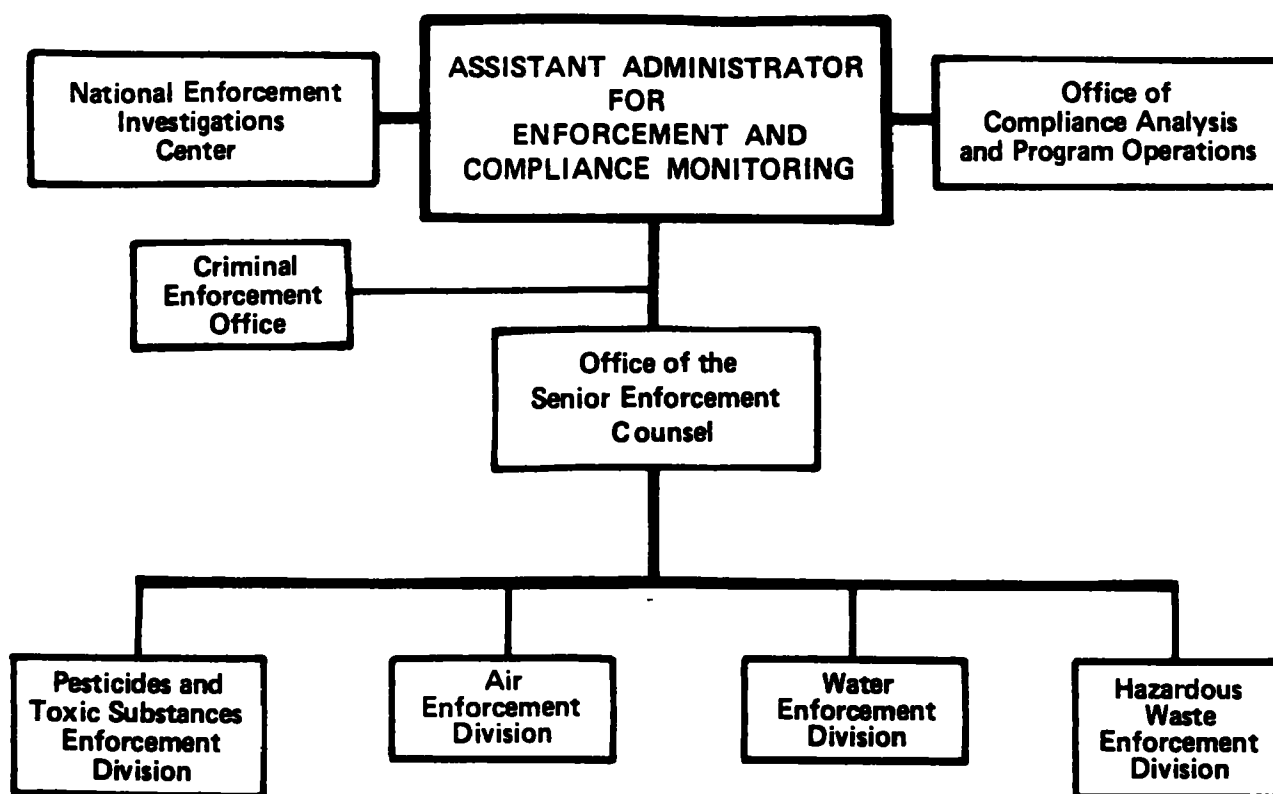 National Enforcement
Investigations
Center
ASSISTANT ADMINISTRATOR
FOR
ENFORCEMENT AND
COMPLIANCE MONITORING
Office of
Compliance Analysis
and Program Operations
Criminal
Enforcement
Office
Office of the
Senior Enforcement
Counsel
Pesticides and
Toxic Substances
Enforcement
Division
Air
Enforcement
Division
Water
Enforcement
Division
Hazardous
Waste
Enforcement
Division